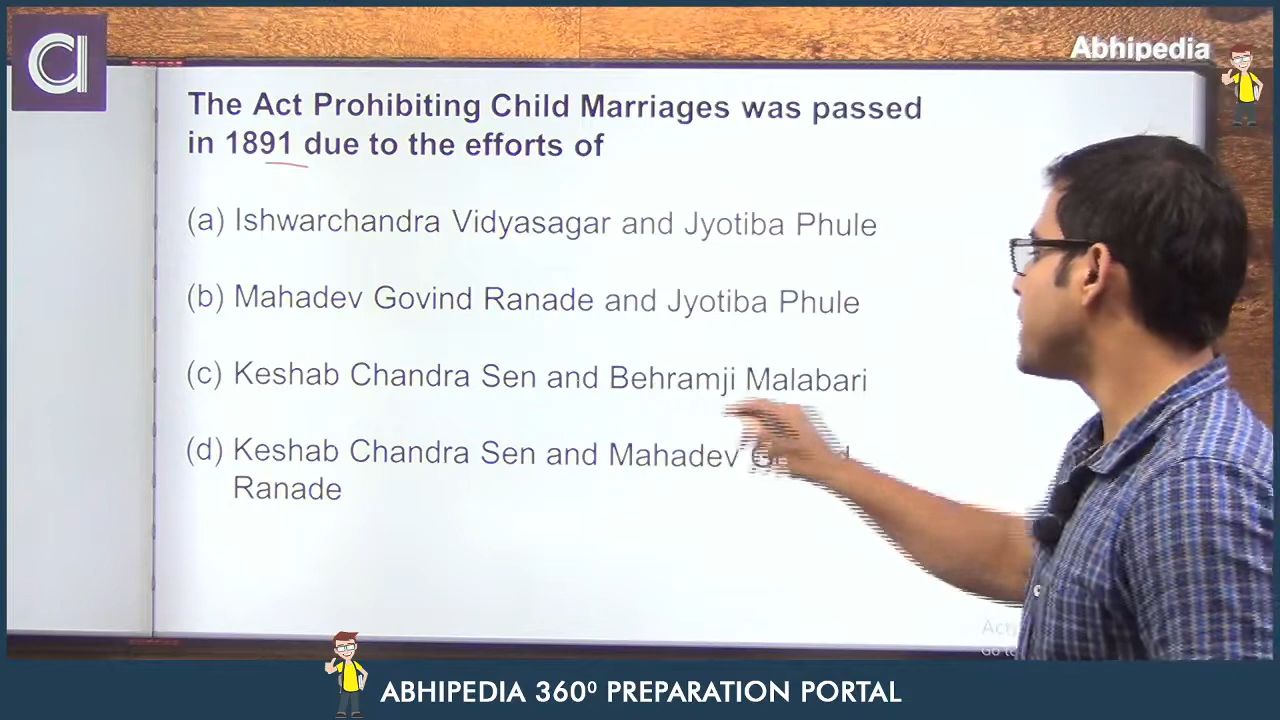 Abhipedia
The Act Prohibiting Child Marriages was passed
in 1891 due to the efforts of
(a) Ishwarchandra Vidyasagar and Jyotiba Phule
(b) Mahadev Govind Ranade and Jyotiba Phule
(c) Keshab Chandra Sen and Behramji Malabari
(d) Keshab Chandra Sen and Mahadev
Ranade
ABHIPEDIA 360⁰ PREPARATION PORTAL